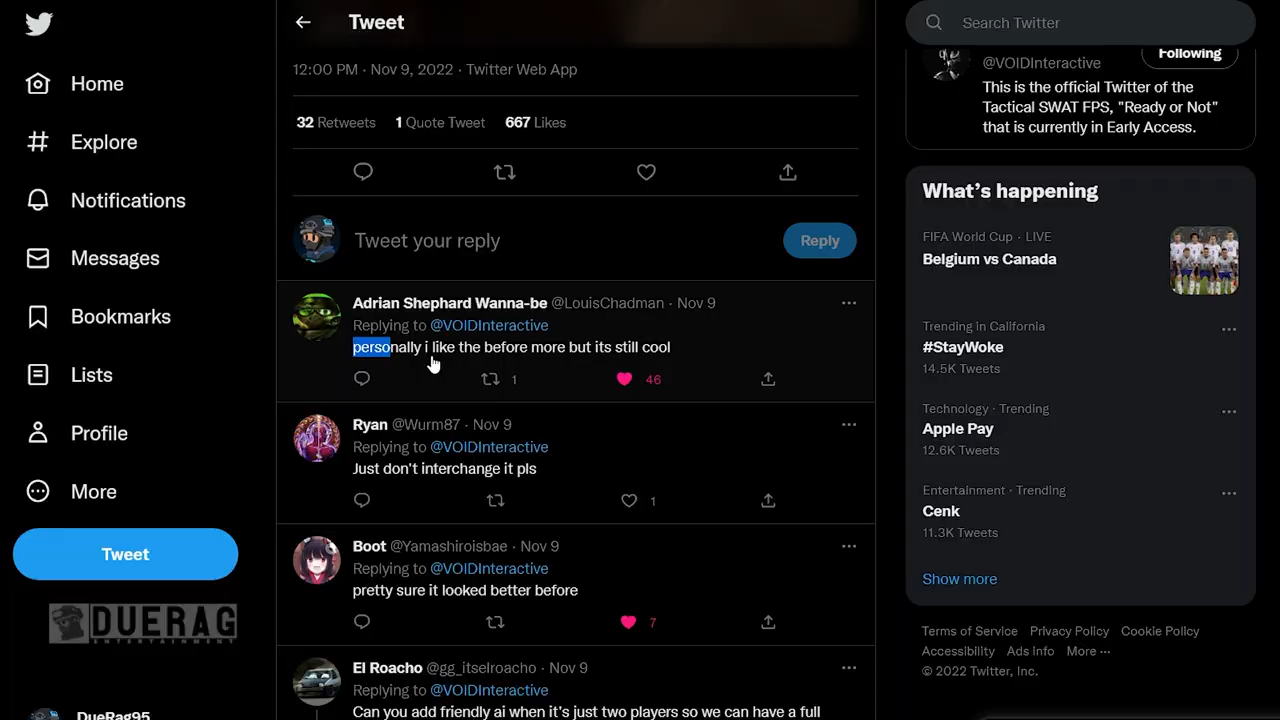 Tweet
12:00 PM · Nov 9, 2022 · Twitter Web App
32 Retweets 1 Quote Tweet 667 Likes
Tweet your reply
Reply
Adrian Shephard Wanna-be @LouisChadman · Nov 9
Replying to @VOIDInteractive
personally i like the before more but its still cool
1 46
Ryan @Wurm87 · Nov 9
Replying to @VOIDInteractive
Just don't interchange it pls
1
Boot @Yamashiroisbae · Nov 9
Replying to @VOIDInteractive
pretty sure it looked better before
7
El Roacho @gg_itselroacho · Nov 9
Replying to @VOIDInteractive
Can you add friendly ai when it's just two players so we can have a full
Home
Explore
Notifications
Messages
Bookmarks
Lists
Profile
More
Tweet
DUERAG
ENTERTAINMENT
DueRag95
Search Twitter
@VOIDInteractive
Following
This is the official Twitter of the
Tactical SWAT FPS, "Ready or Not"
that is currently in Early Access.
What's happening
FIFA World Cup · LIVE
Belgium vs Canada
Trending in California
#StayWoke
14.5K Tweets
Technology · Trending
Apple Pay
12.6K Tweets
Entertainment · Trending
Cenk
11.3K Tweets
Show more
Terms of Service Privacy Policy Cookie Policy
Accessibility Ads info More ···
© 2022 Twitter, Inc.